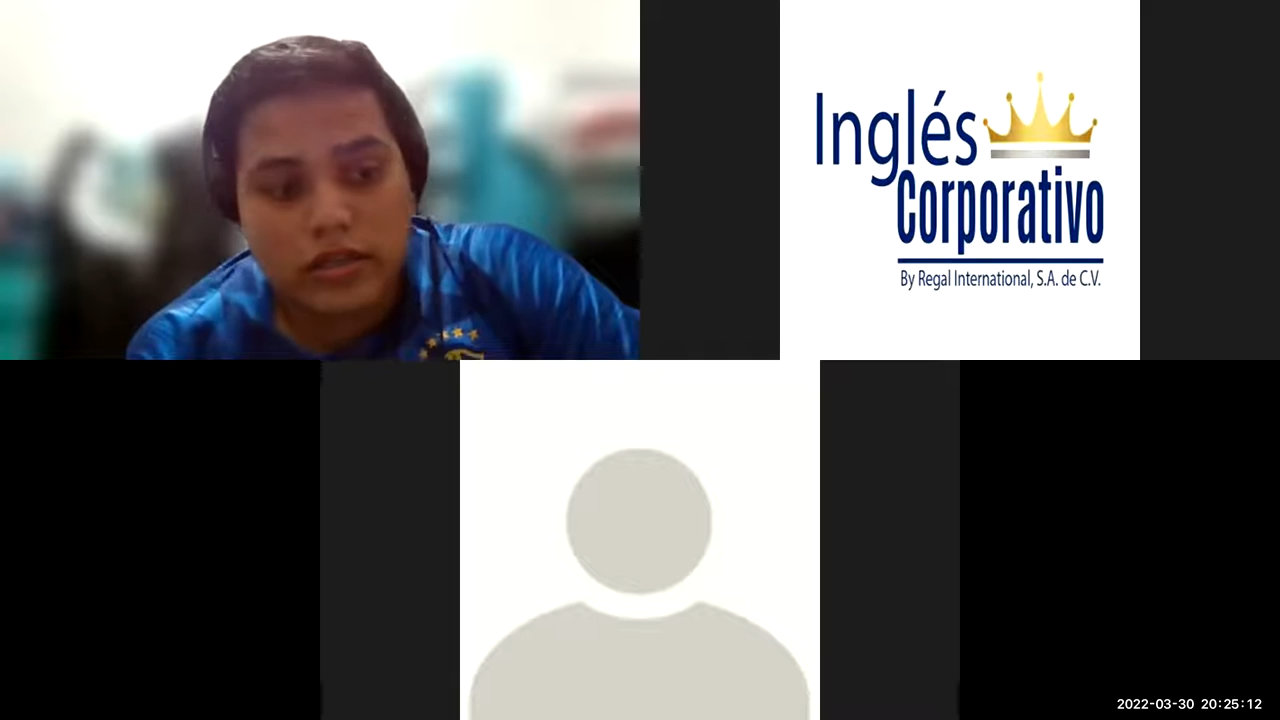 Inglés
Corporativo
By Regal International, S.A. de C.V.
2022-03-30 20:25:12